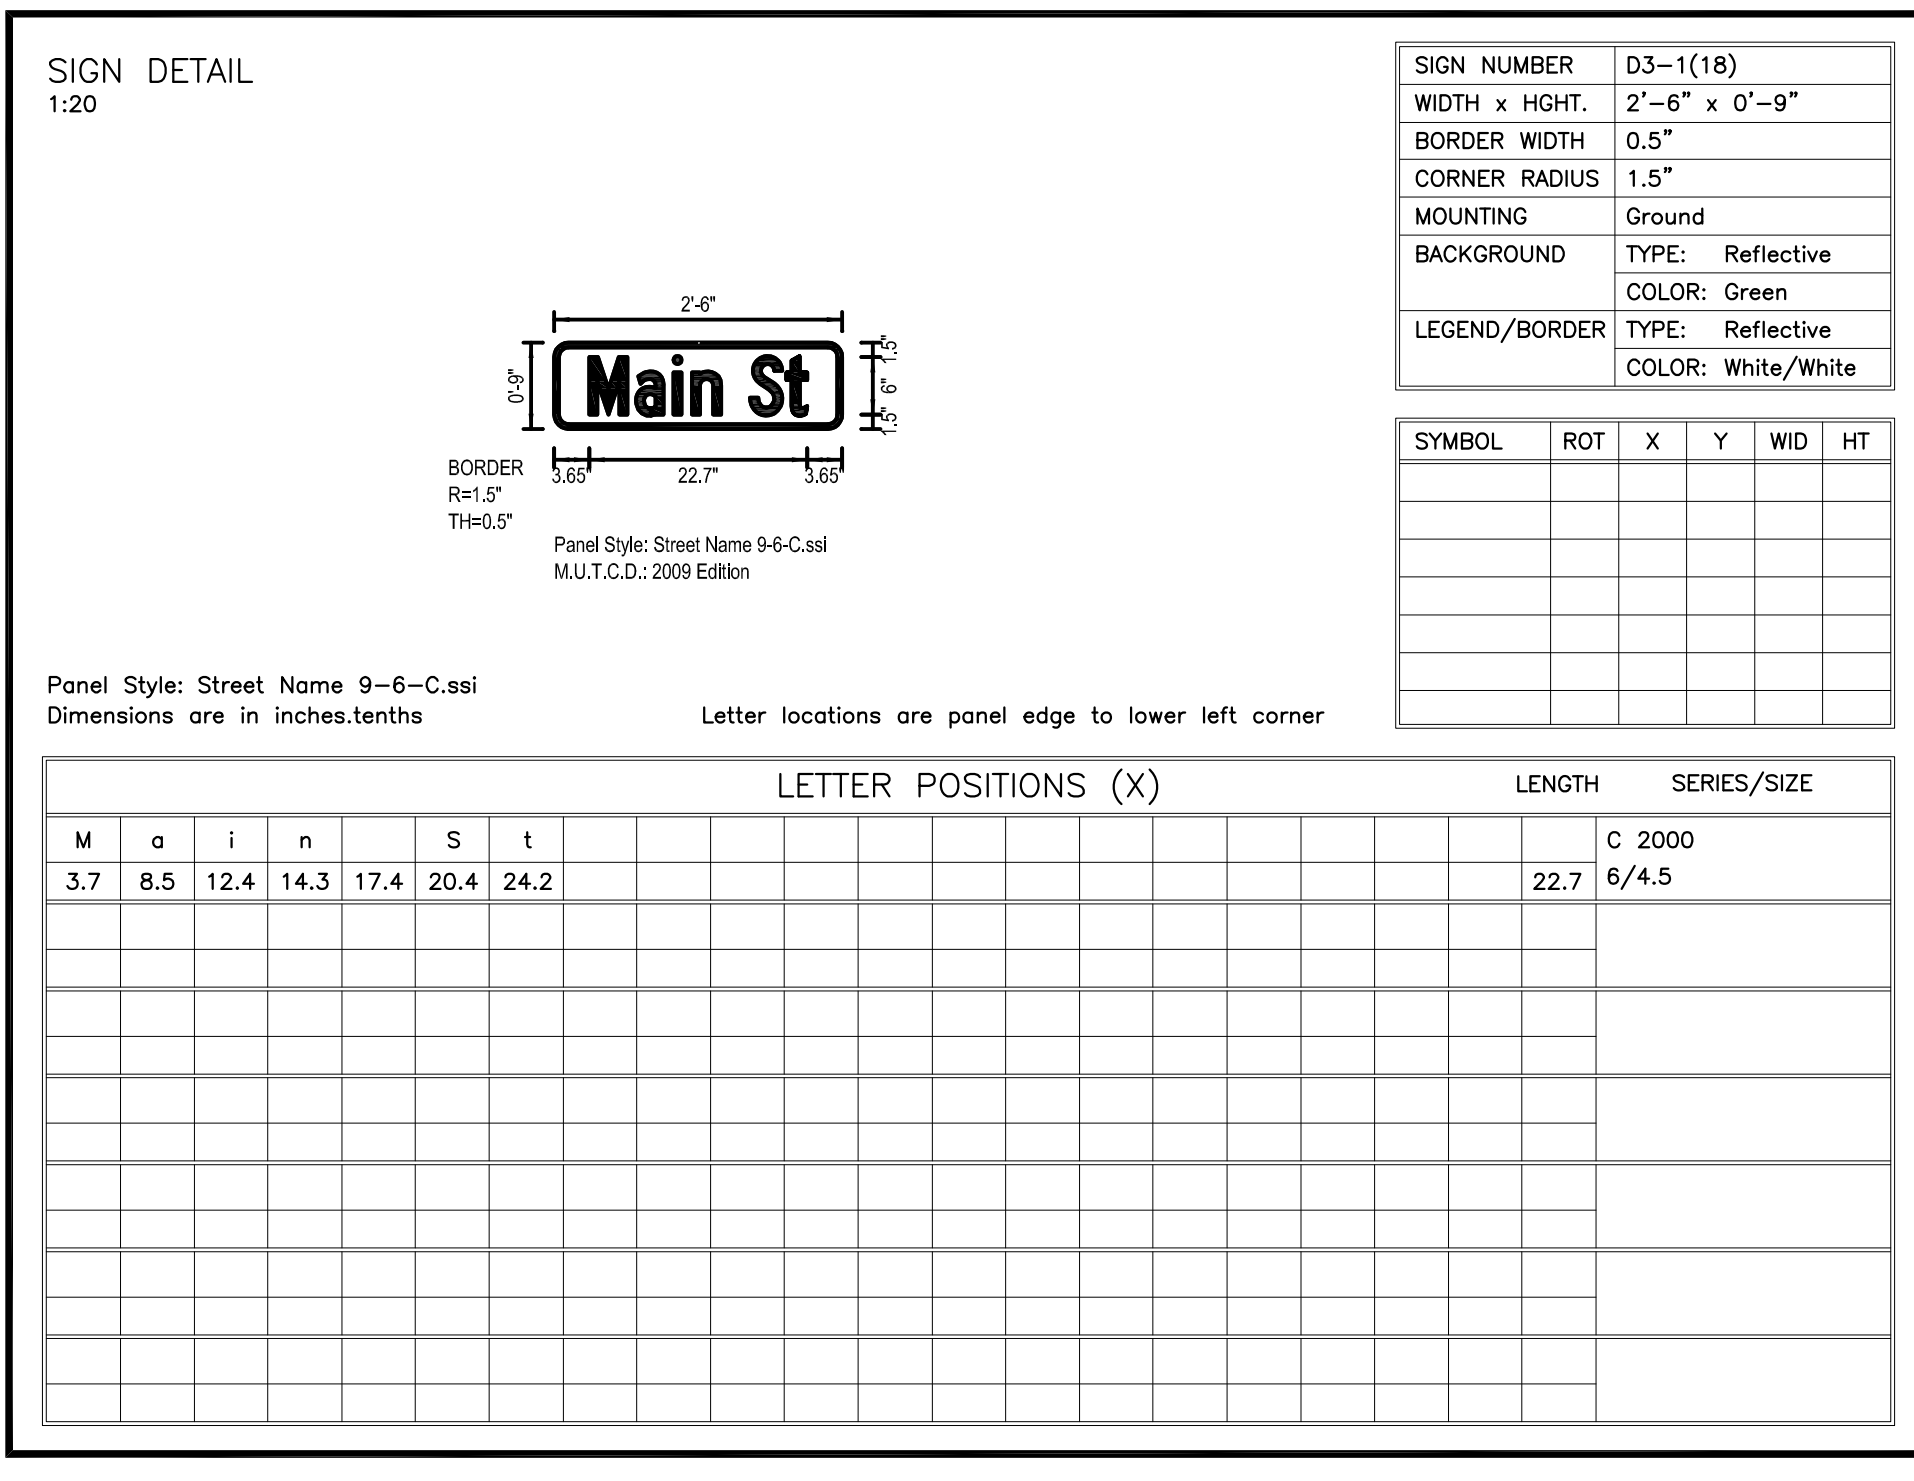 SIGN DETAIL
1:20
SIGN NUMBER D3-1(18)
WIDTH x HGHT. 2'-6" x 0'-9"
BORDER WIDTH 0.5"
CORNER RADIUS 1.5"
MOUNTING Ground
BACKGROUND TYPE: Reflective
COLOR: Green
LEGEND/BORDER TYPE: Reflective
COLOR: White/White
2'-6"
0'-9"
Main St
1.5"
6"
1.5"
3.65" 22.7" 3.65"
BORDER
R=1.5"
TH=0.5"
Panel Style: Street Name 9-6-C.ssi
M.U.T.C.D.: 2009 Edition
SYMBOL ROT X Y WID HT
Panel Style: Street Name 9-6-C.ssi
Dimensions are in inches.tenths
Letter locations are panel edge to lower left corner
LETTER POSITIONS (X) LENGTH SERIES/SIZE
M a i n S t C 2000
3.7 8.5 12.4 14.3 17.4 20.4 24.2 22.7 6/4.5